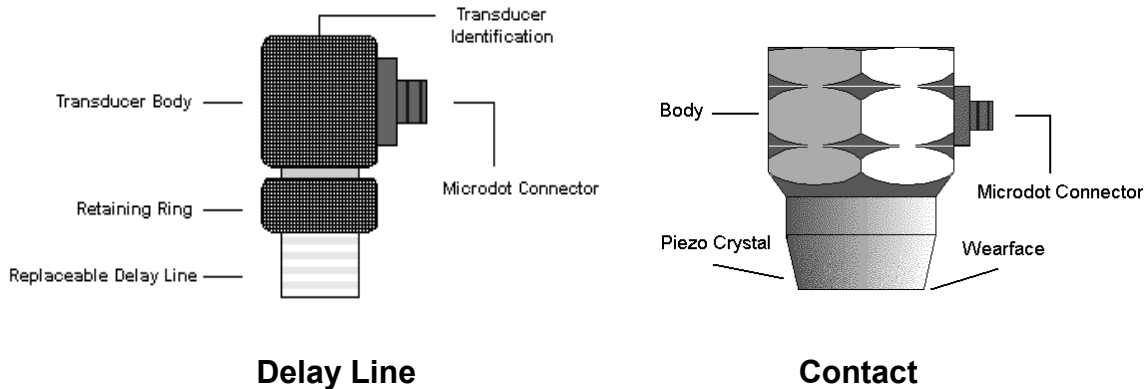 Transducer
Identification
Transducer Body
Microdot Connector
Retaining Ring
Replaceable Delay Line
Delay Line
Body
Microdot Connector
Piezo Crystal
Wearface
Contact